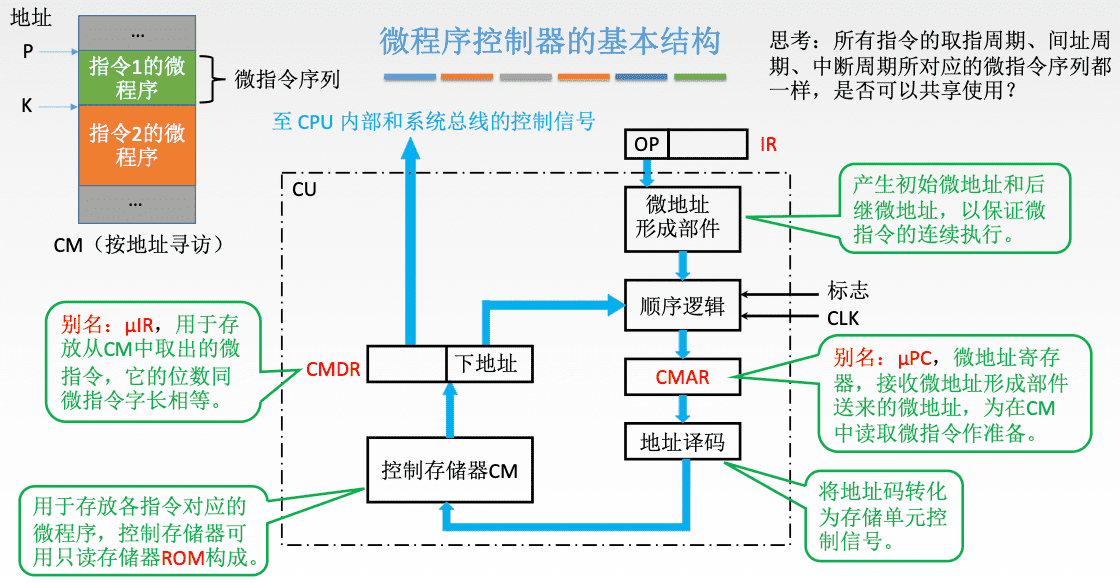 微程序控制器的基本结构
地址
P
K
...
指令1的微
程序
指令2的微
程序
...
微指令序列
CM（按地址寻访）
思考：所有指令的取指周期、间址周
期、中断周期所对应的微指令序列都
一样，是否可以共享使用？
至 CPU 内部和系统总线的控制信号
OP
IR
CU
微地址
形成部件
产生初始微地址和后
继微地址，以保证微
指令的连续执行。
顺序逻辑
标志
CLK
别名：μIR，用于存
放从CM中取出的微
指令，它的位数同
微指令字长相等。
CMDR
下地址
CMAR
别名：μPC，微地址寄存
器，接收微地址形成部件
送来的微地址，为在CM
中读取微指令作准备。
地址译码
控制存储器CM
用于存放各指令对应的
微程序，控制存储器可
用只读存储器ROM构成。
将地址码转化
为存储单元控
制信号。